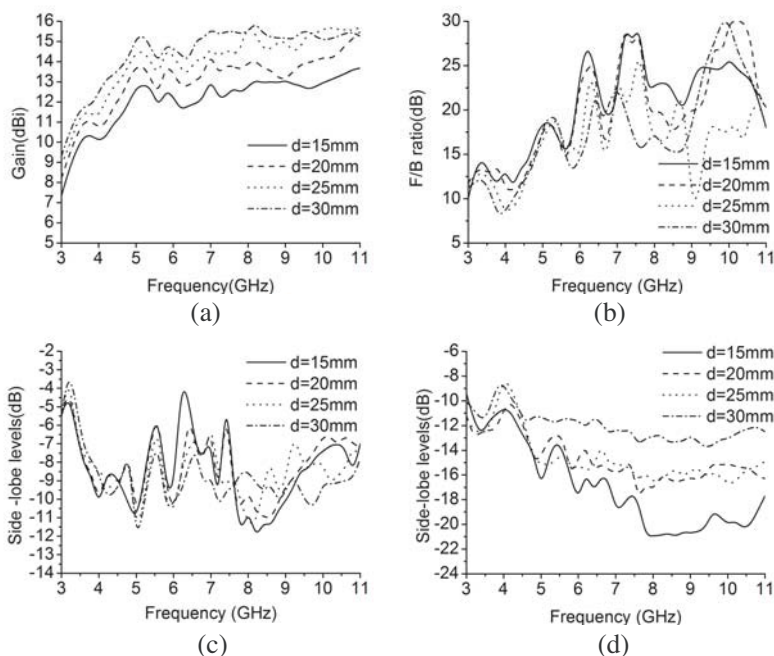 16
15
14
13
12
11
10
9
8
7
6
5
Gain(dBi)
d=15mm
d=20mm
d=25mm
d=30mm
3 4 5 6 7 8 9 10 11
Frequency(GHz)
(a)
30
25
20
15
10
5
F/B ratio(dB)
d=15mm
d=20mm
d=25mm
d=30mm
3 4 5 6 7 8 9 10 11
Frequency (GHz)
(b)
-2
-3
-4
-5
-6
-7
-8
-9
-10
-11
-12
-13
-14
Side -lobe levels(dB)
d=15mm
d=20mm
d=25mm
d=30mm
3 4 5 6 7 8 9 10 11
Frequency (GHz)
(c)
-6
-8
-10
-12
-14
-16
-18
-20
-22
-24
Side-lobe levels(dB)
d=15mm
d=20mm
d=25mm
d=30mm
3 4 5 6 7 8 9 10 11
Frequency (GHz)
(d)